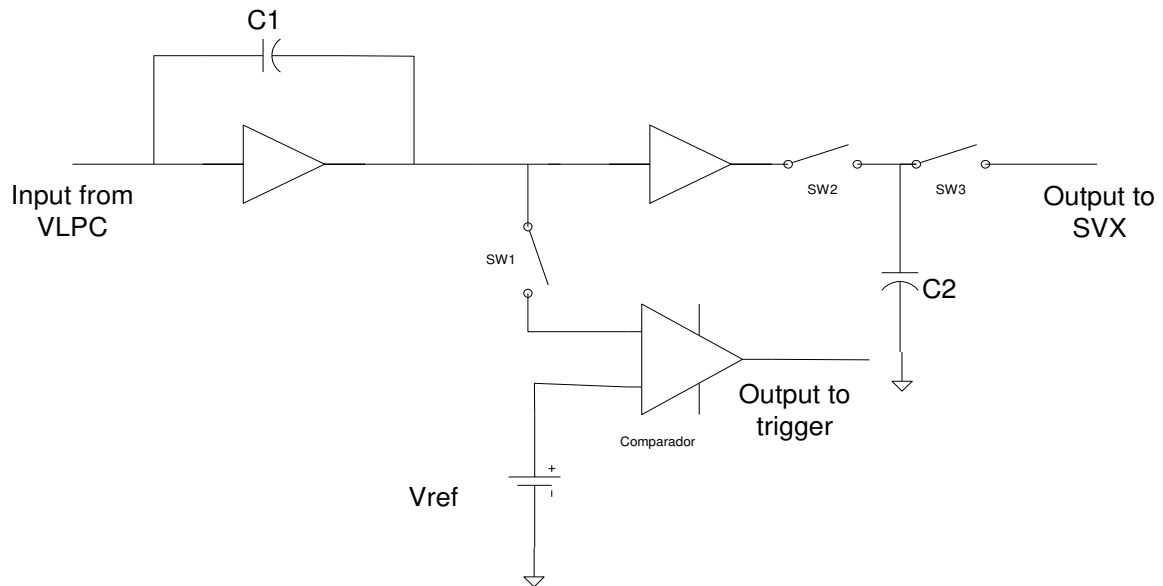 C1
Input from
VLPC
SW2
SW3
Output to
SVX
SW1
C2
Output to
trigger
Comparador
+
Vref
-